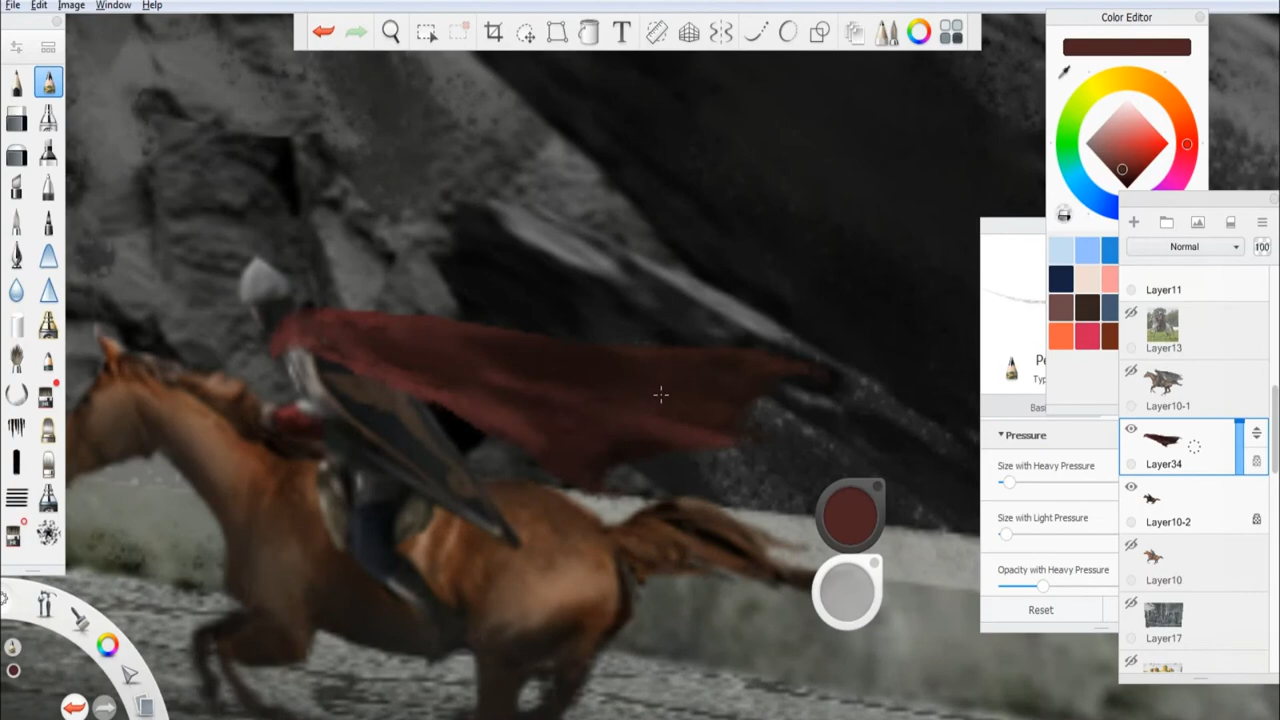 File Edit Image Window Help
T
Color Editor
Normal
100
Layer11
Layer13
Layer10-1
Layer34
Layer10-2
Layer10
Layer17
Pressure
Size with Heavy Pressure
Size with Light Pressure
Opacity with Heavy Pressure
Reset